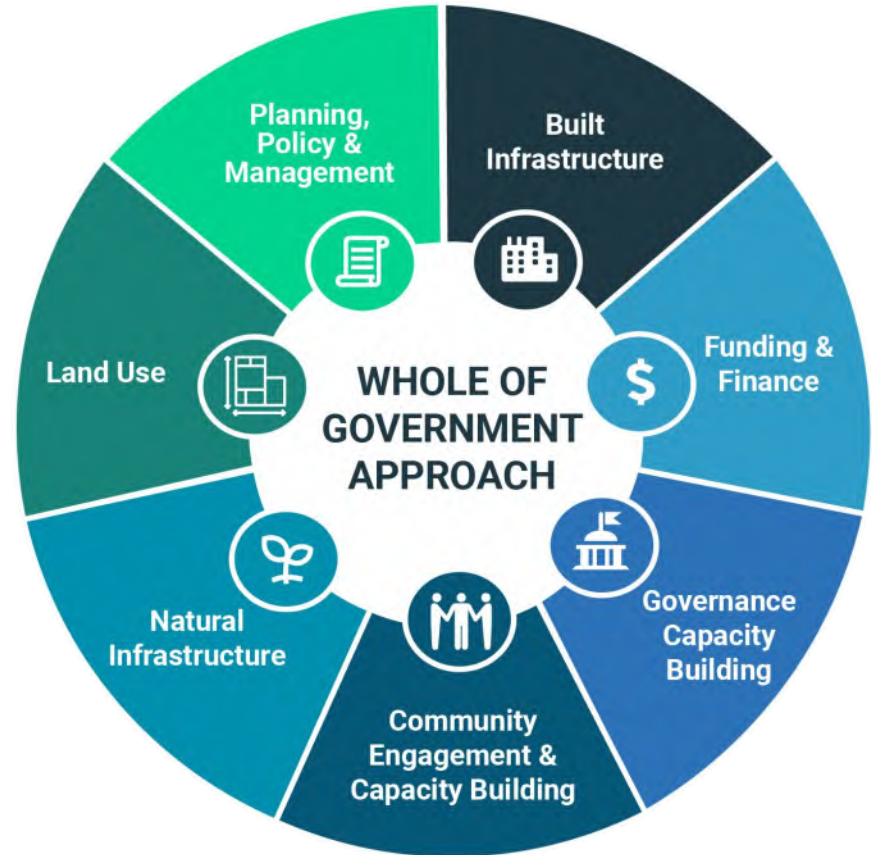 Planning,
Policy &
Management
Built
Infrastructure
Funding &
Finance
Governance
Capacity
Building
Community
Engagement &
Capacity Building
Natural
Infrastructure
Land Use
WHOLE OF
GOVERNMENT
APPROACH
$